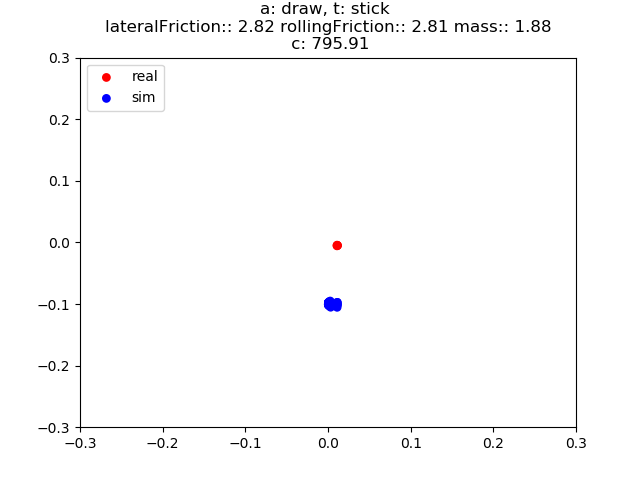 a: draw, t: stick
lateralFriction:: 2.82 rollingFriction:: 2.81 mass:: 1.88
c: 795.91
real
sim
0.3
0.2
0.1
0.0
−0.1
−0.2
−0.3
−0.3 −0.2 −0.1 0.0 0.1 0.2 0.3